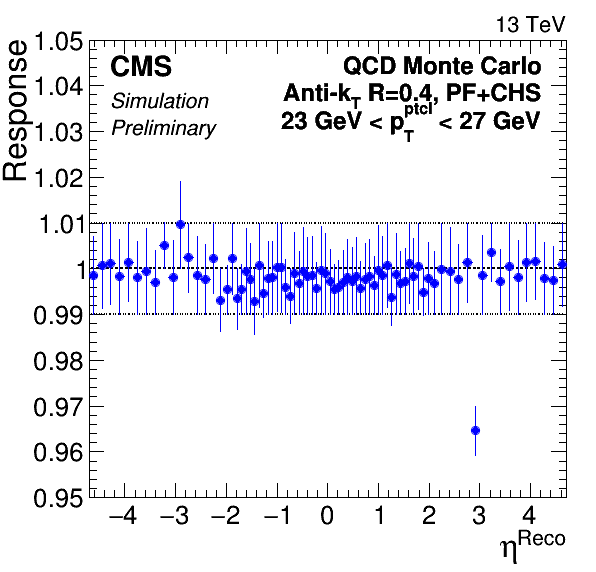 13 TeV
Response
1.05
1.04
1.03
1.02
1.01
1
0.99
0.98
0.97
0.96
0.95
CMS
Simulation
Preliminary
QCD Monte Carlo
Anti-k_T R=0.4, PF+CHS
23 GeV < p_T^ptcl < 27 GeV
−4 −3 −2 −1 0 1 2 3 4
η^Reco